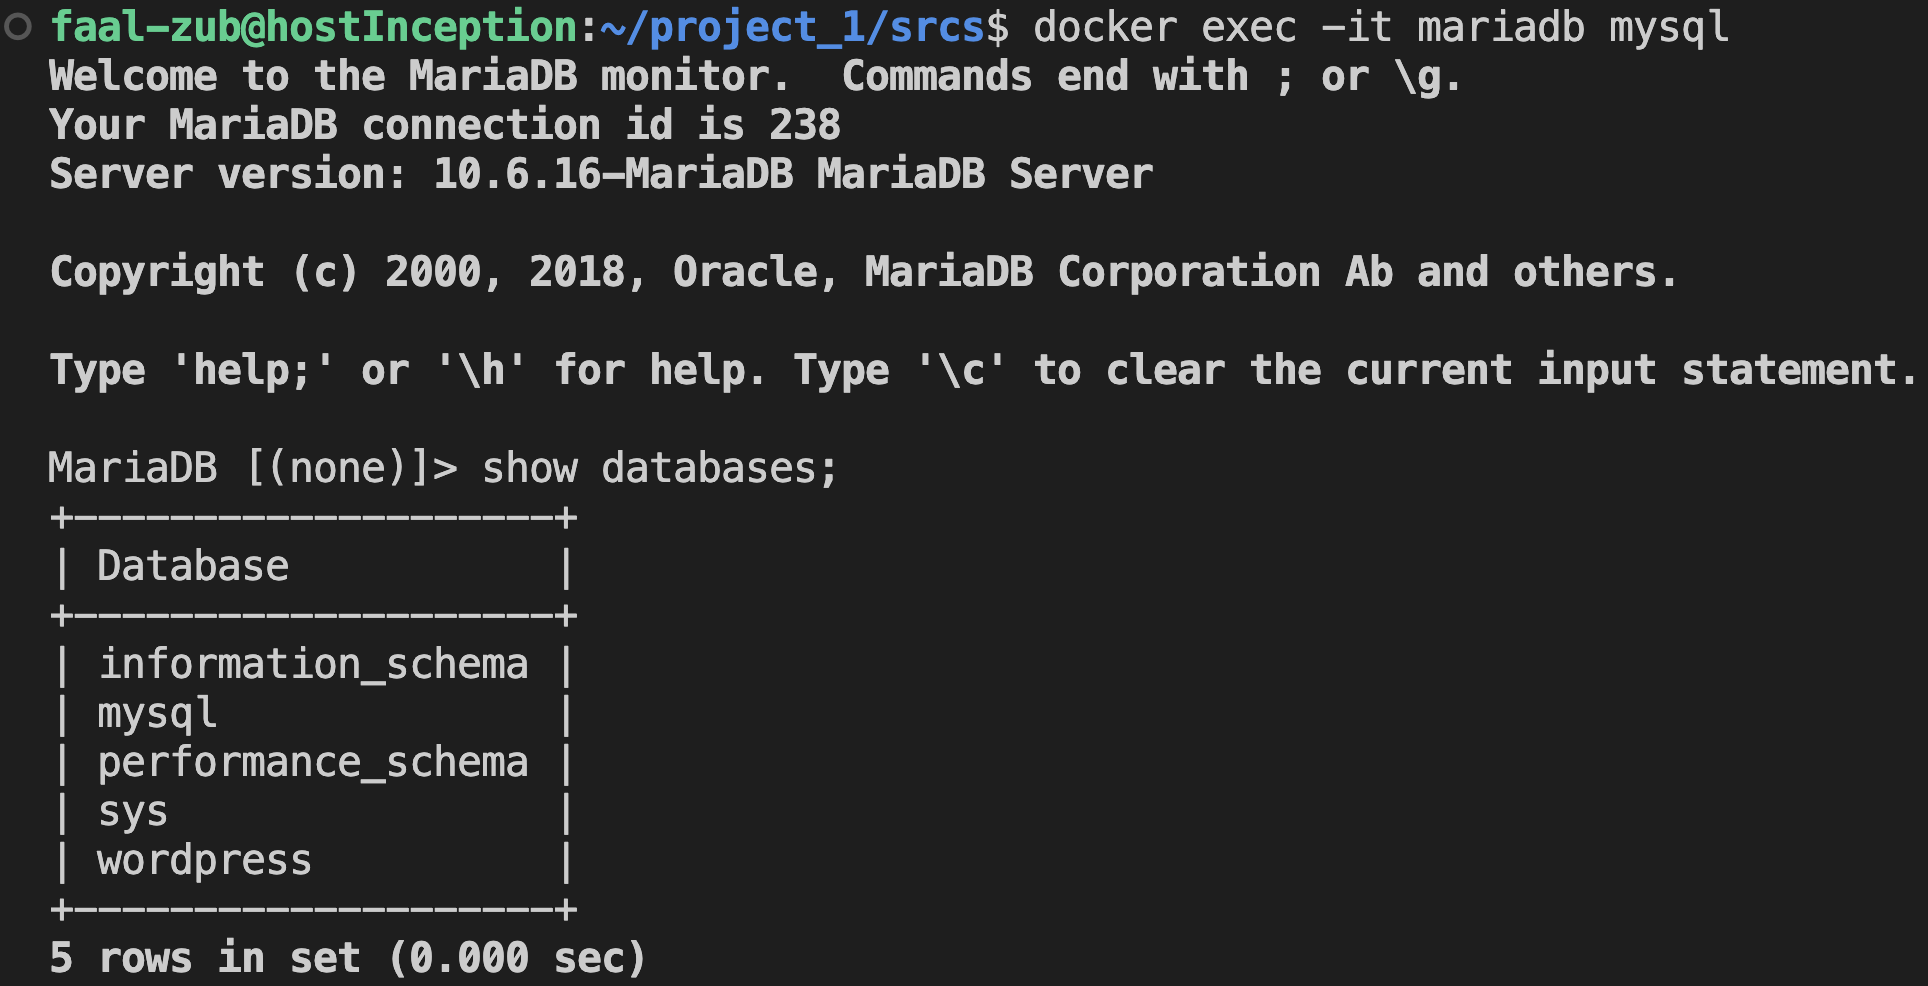 faal-zub@hostInception:~/project_1/srcs$ docker exec -it mariadb mysql
Welcome to the MariaDB monitor.  Commands end with ; or \g.
Your MariaDB connection id is 238
Server version: 10.6.16-MariaDB MariaDB Server

Copyright (c) 2000, 2018, Oracle, MariaDB Corporation Ab and others.

Type 'help;' or '\h' for help. Type '\c' to clear the current input statement.

MariaDB [(none)]> show databases;
+--------------------+
| Database           |
+--------------------+
| information_schema |
| mysql              |
| performance_schema |
| sys                |
| wordpress          |
+--------------------+
5 rows in set (0.000 sec)